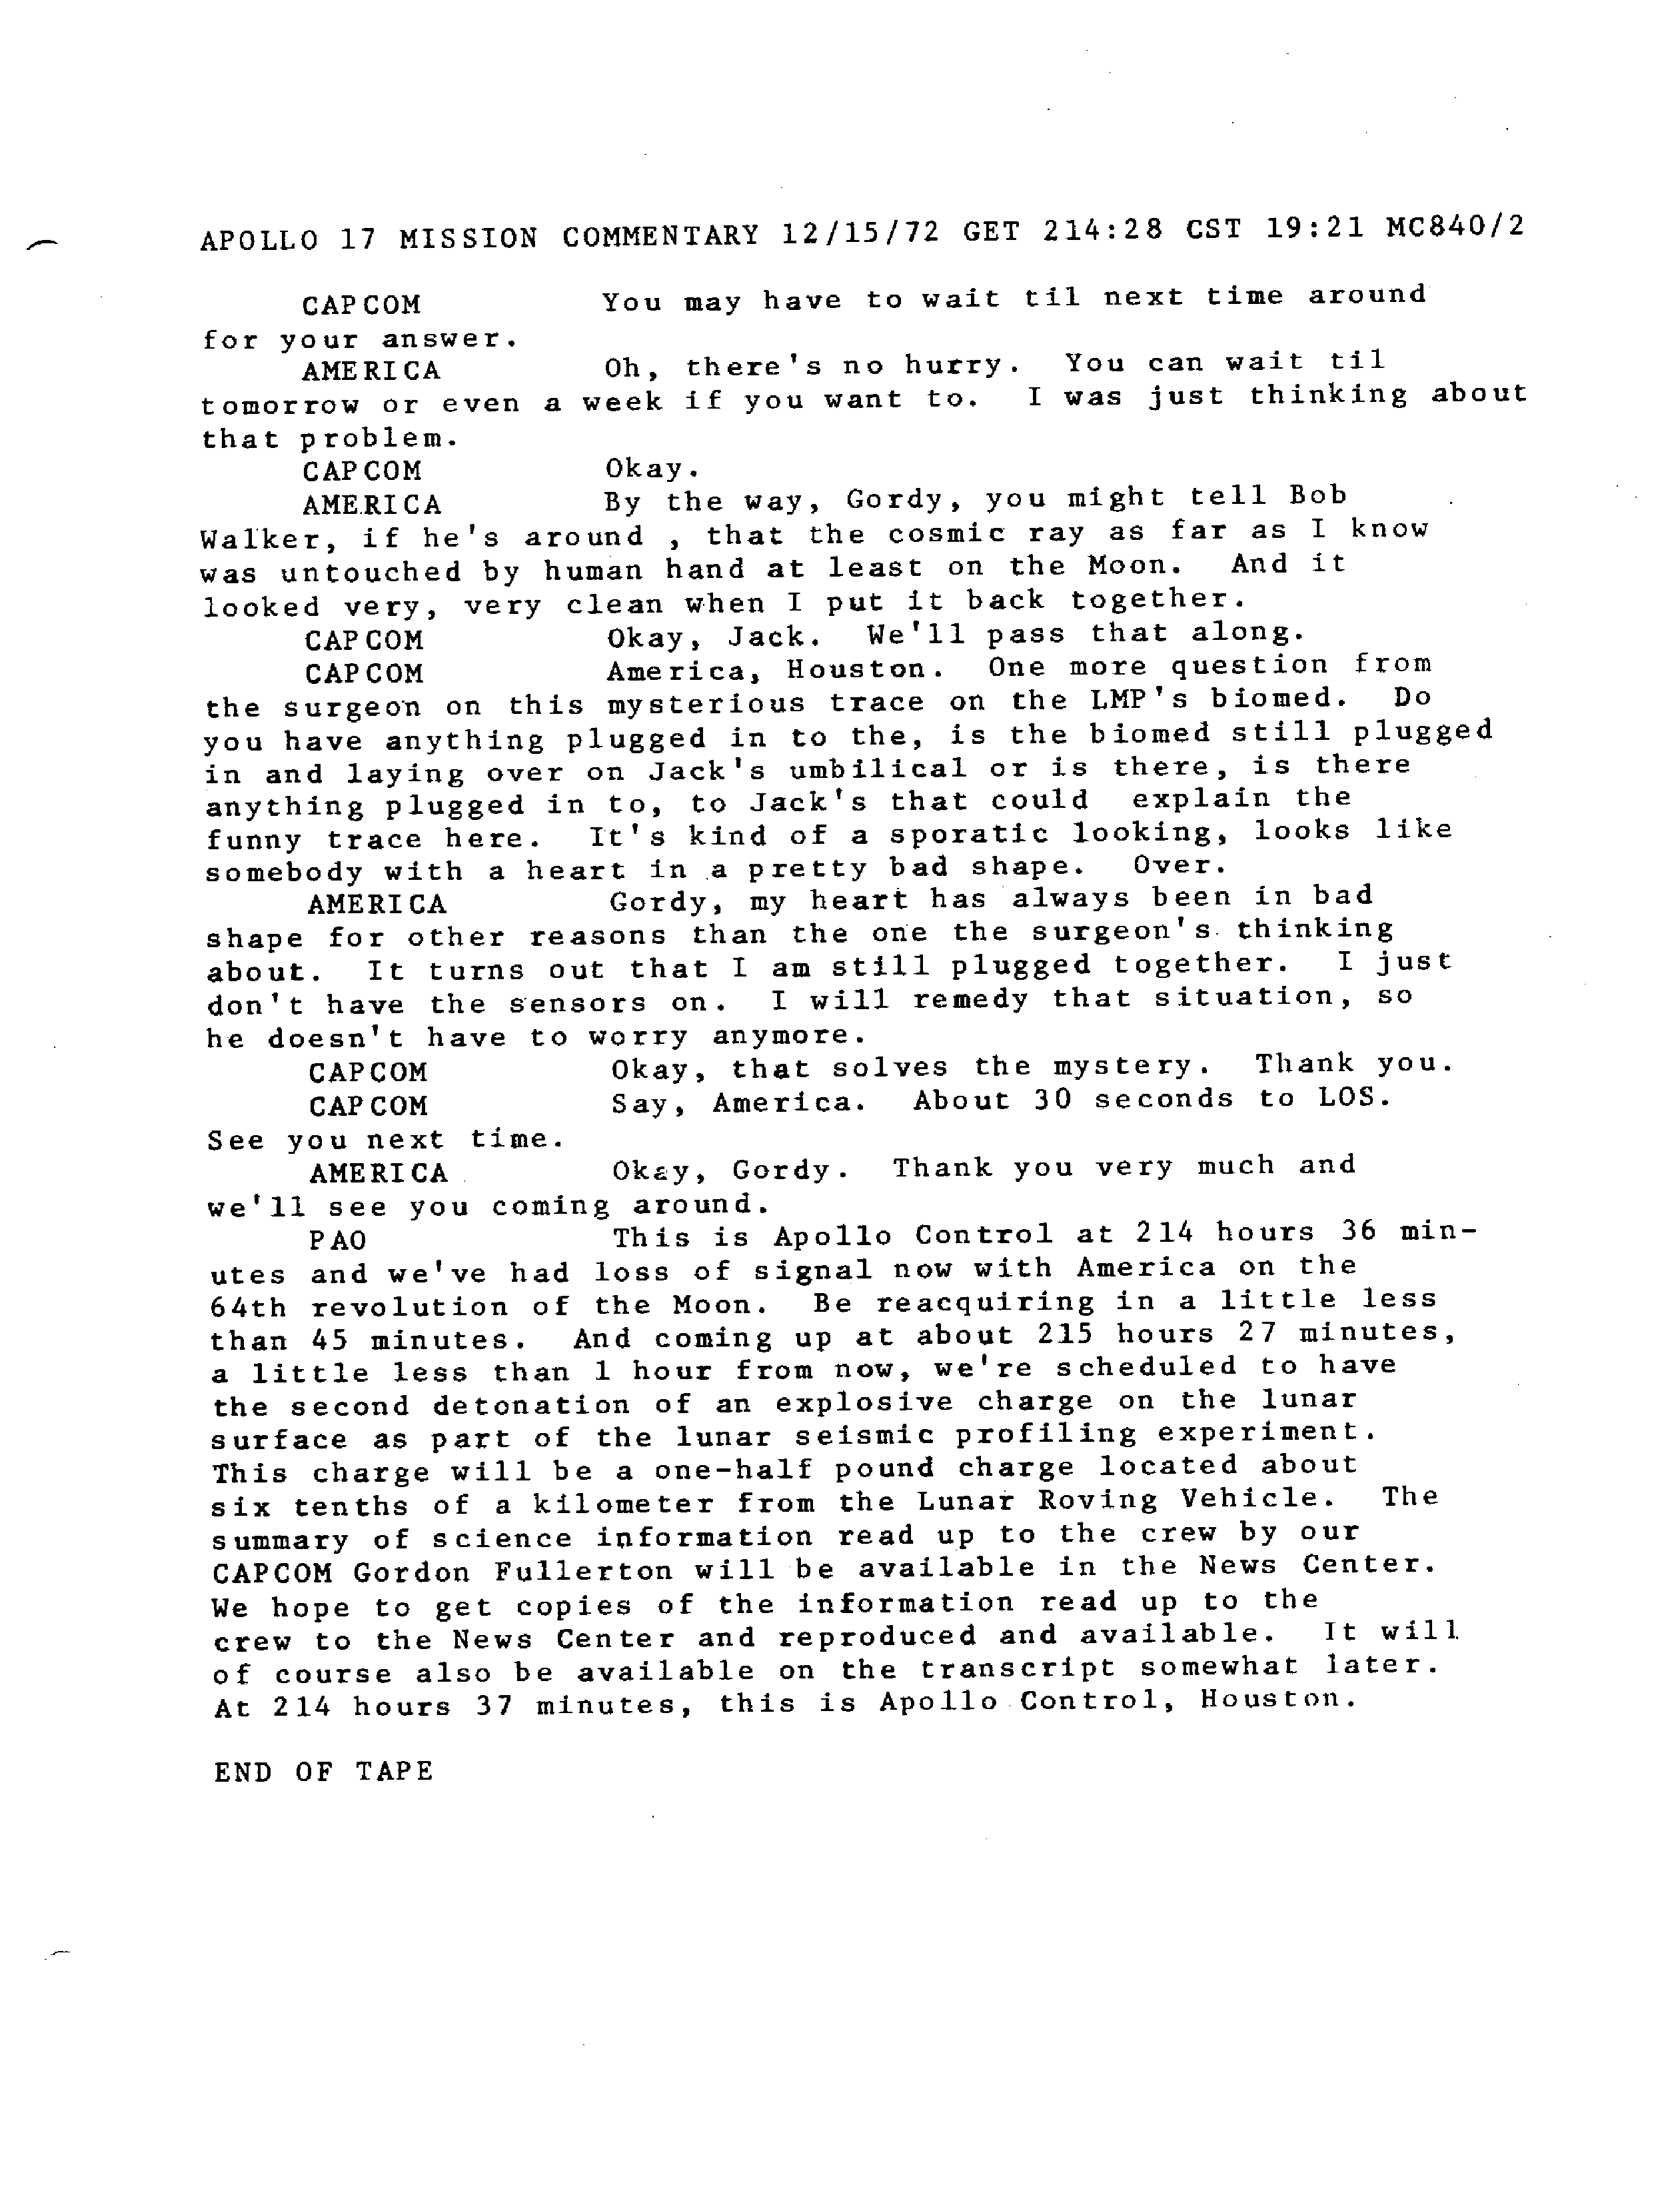 APOLLO 17 MISSION COMMENTARY 12/15/72 GET 214:28 CST 19:21 MC840/2
CAPCOM You may have to wait til next time around
for your answer.
AMERICA Oh, there's no hurry. You can wait til
tomorrow or even a week if you want to. I was just thinking about
that problem.
CAPCOM Okay.
AMERICA By the way, Gordy, you might tell Bob
Walker, if he's around , that the cosmic ray as far as I know
was untouched by human hand at least on the Moon. And it
looked very, very clean when I put it back together.
CAPCOM Okay, Jack. We'll pass that along.
CAPCOM America, Houston. One more question from
the surgeon on this mysterious trace on the LMP's biomed. Do
you have anything plugged in to the, is the biomed still plugged
in and laying over on Jack's umbilical or is there, is there
anything plugged in to, to Jack's that could explain the
funny trace here. It's kind of a sporatic looking, looks like
somebody with a heart in a pretty bad shape. Over.
AMERICA Gordy, my heart has always been in bad
shape for other reasons than the one the surgeon's thinking
about. It turns out that I am still plugged together. I just
don't have the sensors on. I will remedy that situation, so
he doesn't have to worry anymore.
CAPCOM Okay, that solves the mystery. Thank you.
CAPCOM Say, America. About 30 seconds to LOS.
See you next time.
AMERICA Okay, Gordy. Thank you very much and
we'll see you coming around.
PAO This is Apollo Control at 214 hours 36 min-
utes and we've had loss of signal now with America on the
64th revolution of the Moon. Be reacquiring in a little less
than 45 minutes. And coming up at about 215 hours 27 minutes,
a little less than 1 hour from now, we're scheduled to have
the second detonation of an explosive charge on the lunar
surface as part of the lunar seismic profiling experiment.
This charge will be a one-half pound charge located about
six tenths of a kilometer from the Lunar Roving Vehicle. The
summary of science information read up to the crew by our
CAPCOM Gordon Fullerton will be available in the News Center.
We hope to get copies of the information read up to the
crew to the News Center and reproduced and available. It will
of course also be available on the transcript somewhat later.
At 214 hours 37 minutes, this is Apollo Control, Houston.
END OF TAPE